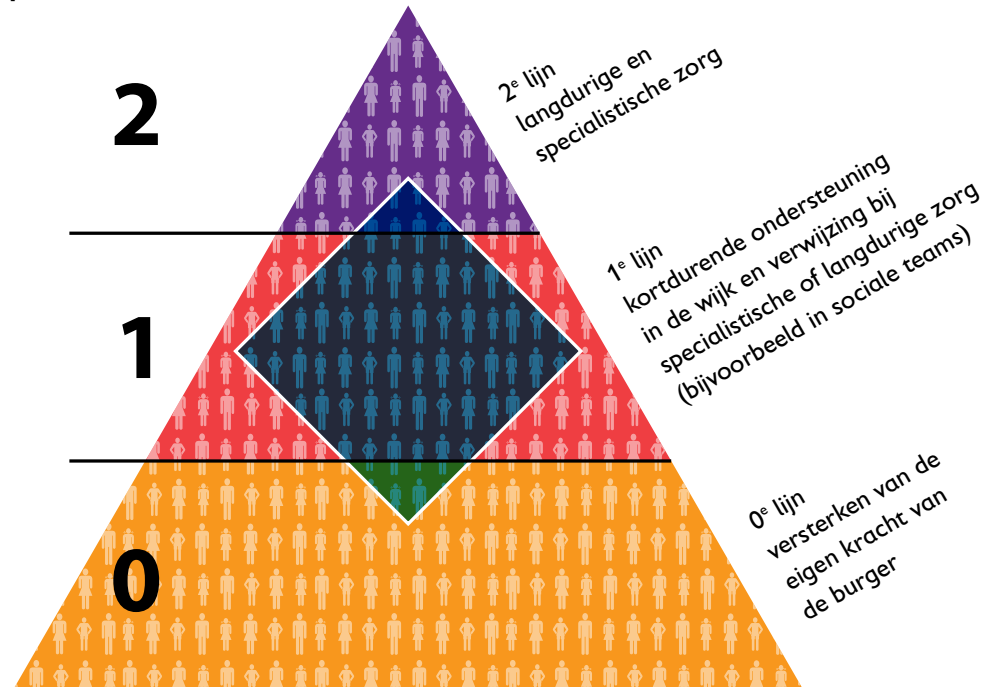 2
2ᵉ lijn
langdurige en
specialistische zorg
1
1ᵉ lijn
kortdurende ondersteuning
in de wijk en verwijzing bij
specialistische of langdurige zorg
(bijvoorbeeld in sociale teams)
0
0ᵉ lijn
versterken van de
eigen kracht van
de burger